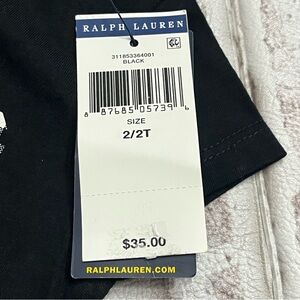 RALPH LAUREN
311853364001
BLACK
8 87685 05739 6
SIZE
2/2T
$35.00
RALPHLAUREN.COM